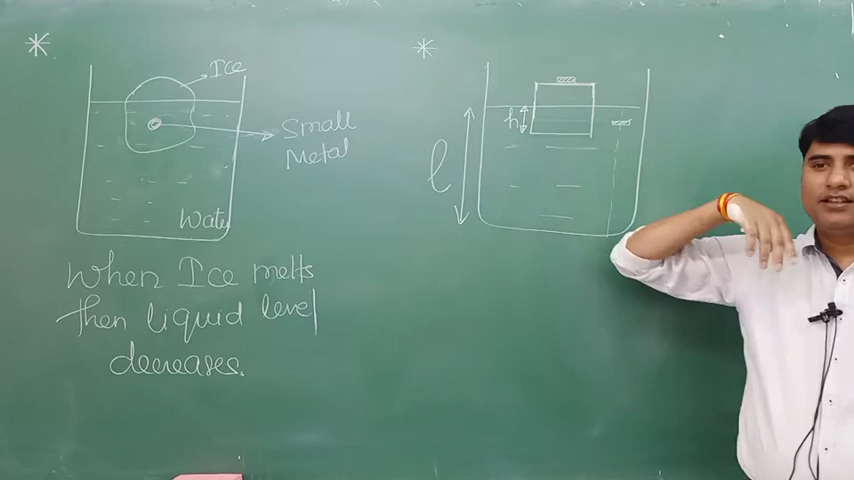 *
Ice
Small
Metal
Water
When Ice melts
then liquid level
decreases.
*
h
l